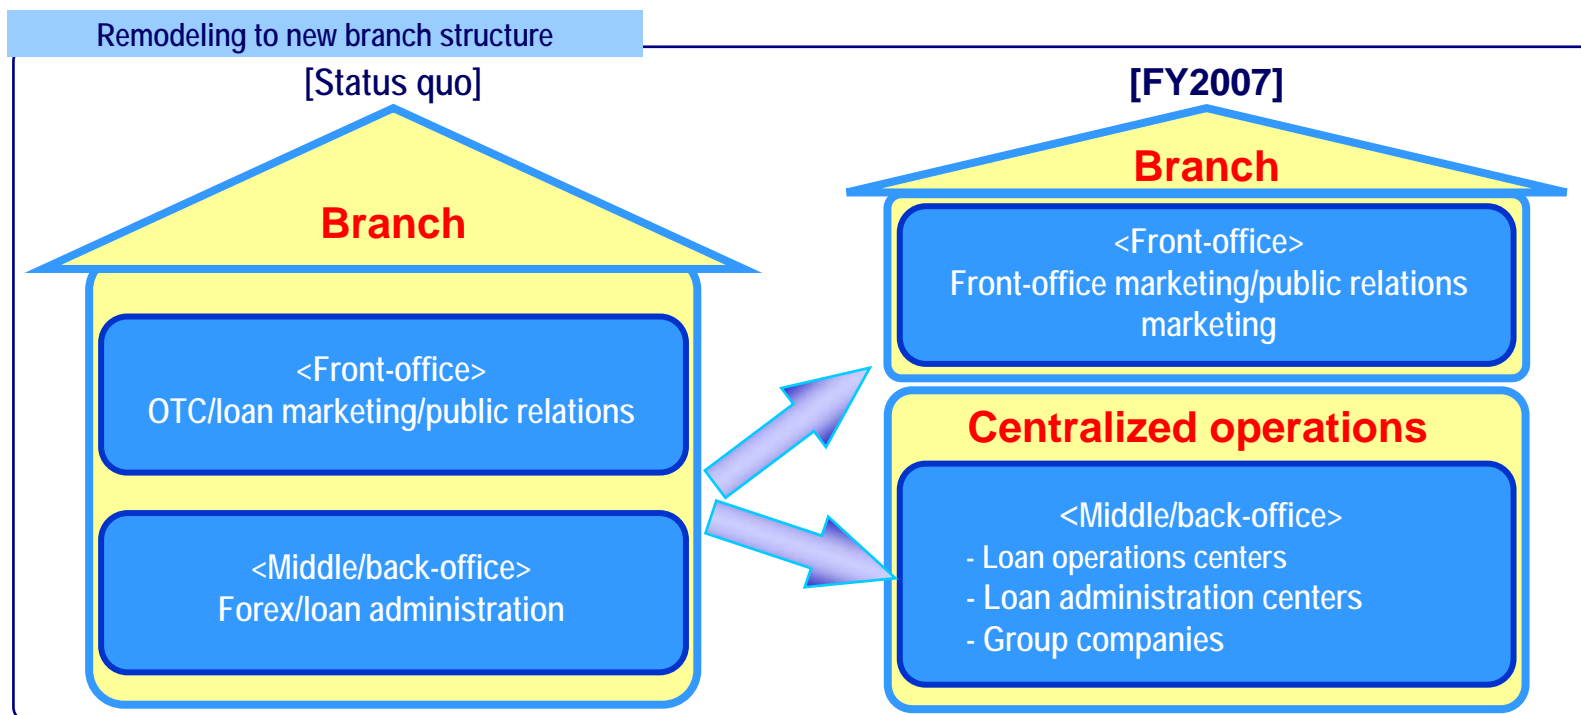 Remodeling to new branch structure
[Status quo]
Branch
<Front-office>
OTC/loan marketing/public relations
<Middle/back-office>
Forex/loan administration
[FY2007]
Branch
<Front-office>
Front-office marketing/public relations
marketing
Centralized operations
<Middle/back-office>
- Loan operations centers
- Loan administration centers
- Group companies